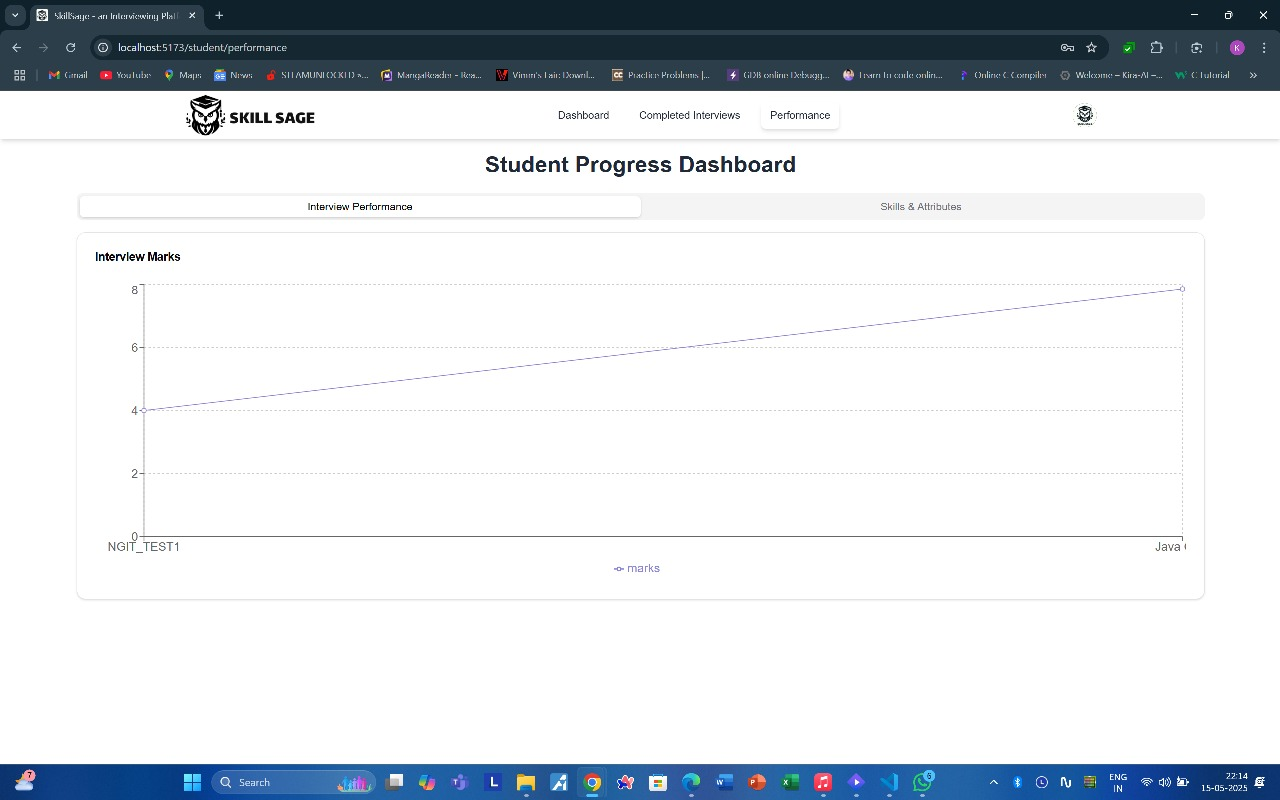 SkillSage - an Interviewing Platf
localhost:5173/student/performance
K
Gmail
YouTube
Maps
News
STEAMUNLOCKED »...
MangaReader - Rea...
Vimm's Lair: Downl...
Practice Problems |...
GDB online Debugg...
Learn to code onlin...
Online C Compiler
Welcome – Kira-AI –...
C Tutorial
SKILL SAGE
Dashboard
Completed Interviews
Performance
Student Progress Dashboard
Interview Performance
Skills & Attributes
Interview Marks
8
6
4
2
0
NGIT_TEST1
Java
marks
7
Search
6
ENG
IN
22:14
15-05-2025